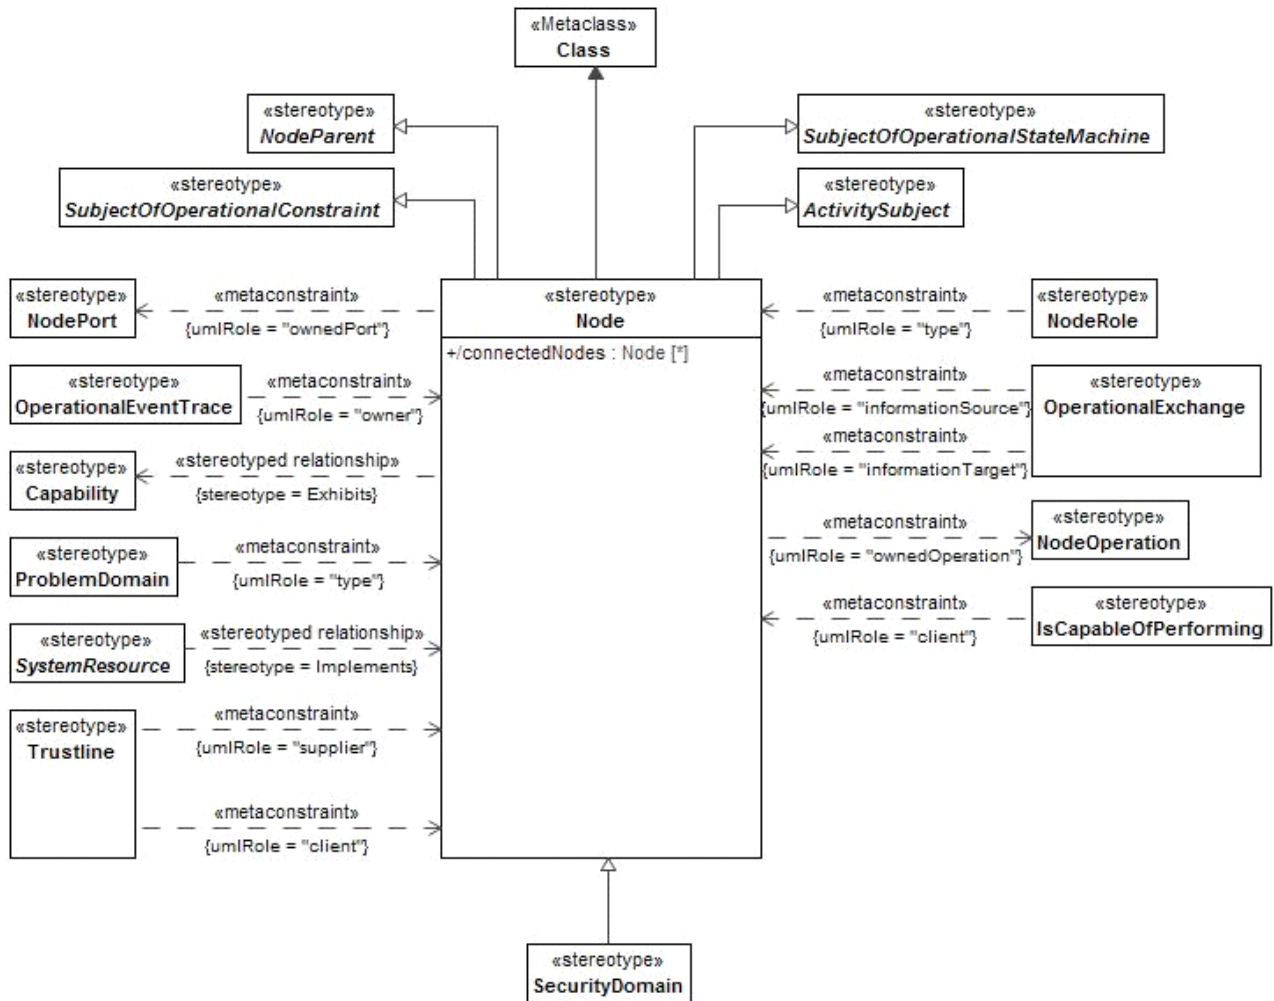 «Metaclass»
Class
«stereotype»
NodeParent
«stereotype»
SubjectOfOperationalStateMachine
«stereotype»
SubjectOfOperationalConstraint
«stereotype»
ActivitySubject
«stereotype»
NodePort
«metaconstraint»
{umlRole = "ownedPort"}
«stereotype»
Node
+/connectedNodes : Node [*]
«metaconstraint»
{umlRole = "type"}
«stereotype»
NodeRole
«stereotype»
OperationalEventTrace
«metaconstraint»
{umlRole = "owner"}
«metaconstraint»
{umlRole = "informationSource"}
«metaconstraint»
{umlRole = "informationTarget"}
«stereotype»
OperationalExchange
«stereotype»
Capability
«stereotyped relationship»
{stereotype = Exhibits}
«metaconstraint»
{umlRole = "ownedOperation"}
«stereotype»
NodeOperation
«stereotype»
ProblemDomain
«metaconstraint»
{umlRole = "type"}
«metaconstraint»
{umlRole = "client"}
«stereotype»
IsCapableOfPerforming
«stereotype»
SystemResource
«stereotyped relationship»
{stereotype = Implements}
«stereotype»
Trustline
«metaconstraint»
{umlRole = "supplier"}
«metaconstraint»
{umlRole = "client"}
«stereotype»
SecurityDomain